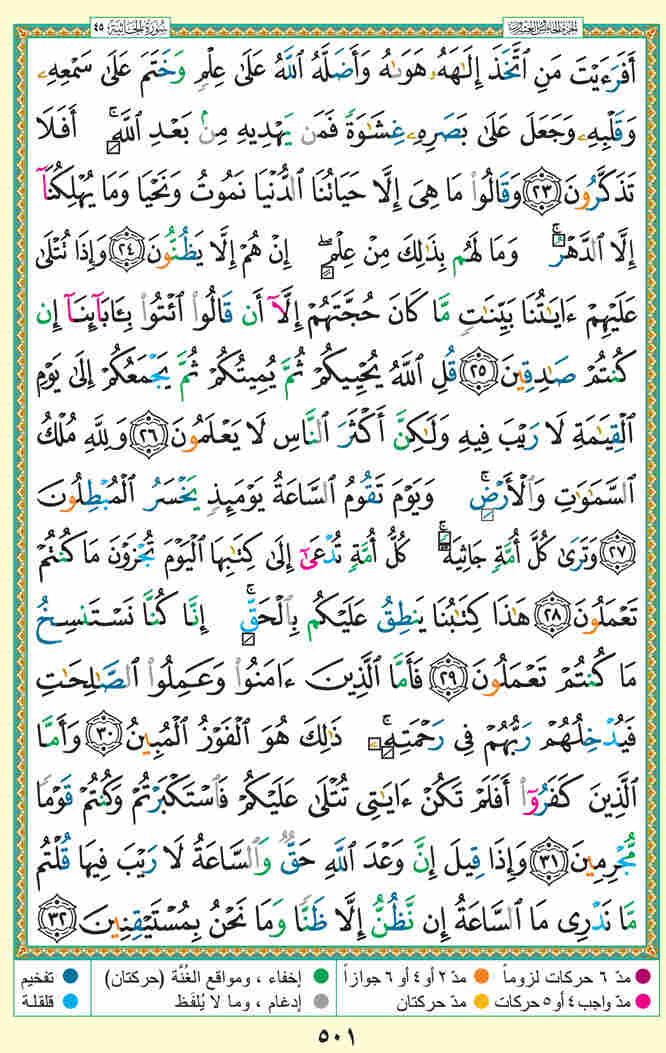 الجزء الخامس والعشرون
سورة الجاثية ٤٥
أَفَرَءَيْتَ مَنِ ٱتَّخَذَ إِلَٰهَهُۥ هَوَىٰهُ وَأَضَلَّهُ ٱللَّهُ عَلَىٰ عِلْمٍ وَخَتَمَ عَلَىٰ سَمْعِهِۦ
وَقَلْبِهِۦ وَجَعَلَ عَلَىٰ بَصَرِهِۦ غِشَٰوَةً فَمَن يَهْدِيهِ مِنۢ بَعْدِ ٱللَّهِ ۚ أَفَلَا
تَذَكَّرُونَ ٢٣ وَقَالُوا۟ مَا هِىَ إِلَّا حَيَاتُنَا ٱلدُّنْيَا نَمُوتُ وَنَحْيَا وَمَا يُهْلِكُنَآ
إِلَّا ٱلدَّهْرُ ۚ وَمَا لَهُم بِذَٰلِكَ مِنْ عِلْمٍ ۖ إِنْ هُمْ إِلَّا يَظُنُّونَ ٢٤ وَإِذَا تُتْلَىٰ
عَلَيْهِمْ ءَايَٰتُنَا بَيِّنَٰتٍ مَّا كَانَ حُجَّتَهُمْ إِلَّآ أَن قَالُوا۟ ٱئْتُوا۟ بِـَٔابَآئِنَآ إِن
كُنتُمْ صَٰدِقِينَ ٢٥ قُلِ ٱللَّهُ يُحْيِيكُمْ ثُمَّ يُمِيتُكُمْ ثُمَّ يَجْمَعُكُمْ إِلَىٰ يَوْمِ
ٱلْقِيَٰمَةِ لَا رَيْبَ فِيهِ وَلَٰكِنَّ أَكْثَرَ ٱلنَّاسِ لَا يَعْلَمُونَ ٢٦ وَلِلَّهِ مُلْكُ
ٱلسَّمَٰوَٰتِ وَٱلْأَرْضِ ۚ وَيَوْمَ تَقُومُ ٱلسَّاعَةُ يَوْمَئِذٍ يَخْسَرُ ٱلْمُبْطِلُونَ
٢٧ وَتَرَىٰ كُلَّ أُمَّةٍ جَاثِيَةً ۚ كُلُّ أُمَّةٍ تُدْعَىٰٓ إِلَىٰ كِتَٰبِهَا ٱلْيَوْمَ تُجْزَوْنَ مَا كُنتُمْ
تَعْمَلُونَ ٢٨ هَٰذَا كِتَٰبُنَا يَنطِقُ عَلَيْكُم بِٱلْحَقِّ ۚ إِنَّا كُنَّا نَسْتَنسِخُ
مَا كُنتُمْ تَعْمَلُونَ ٢٩ فَأَمَّا ٱلَّذِينَ ءَامَنُوا۟ وَعَمِلُوا۟ ٱلصَّٰلِحَٰتِ
فَيُدْخِلُهُمْ رَبُّهُمْ فِى رَحْمَتِهِۦ ۚ ذَٰلِكَ هُوَ ٱلْفَوْزُ ٱلْمُبِينُ ٣٠ وَأَمَّا
ٱلَّذِينَ كَفَرُوٓا۟ أَفَلَمْ تَكُنْ ءَايَٰتِى تُتْلَىٰ عَلَيْكُمْ فَٱسْتَكْبَرْتُمْ وَكُنتُمْ قَوْمًا
مُّجْرِمِينَ ٣١ وَإِذَا قِيلَ إِنَّ وَعْدَ ٱللَّهِ حَقٌّ وَٱلسَّاعَةُ لَا رَيْبَ فِيهَا قُلْتُم
مَّا نَدْرِى مَا ٱلسَّاعَةُ إِن نَّظُنُّ إِلَّا ظَنًّا وَمَا نَحْنُ بِمُسْتَيْقِنِينَ ٣٢
مدّ ٦ حركات لزوماً مدّ ٢ أو ٤ أو ٦ جوازاً إخفاء ، ومواقع الغُنَّة (حركتان) تفخيم
مدّ واجب ٤ أو ٥ حركات مدّ حركتان إدغام ، وما لا يُلفَظ قلقلة
٥٠١